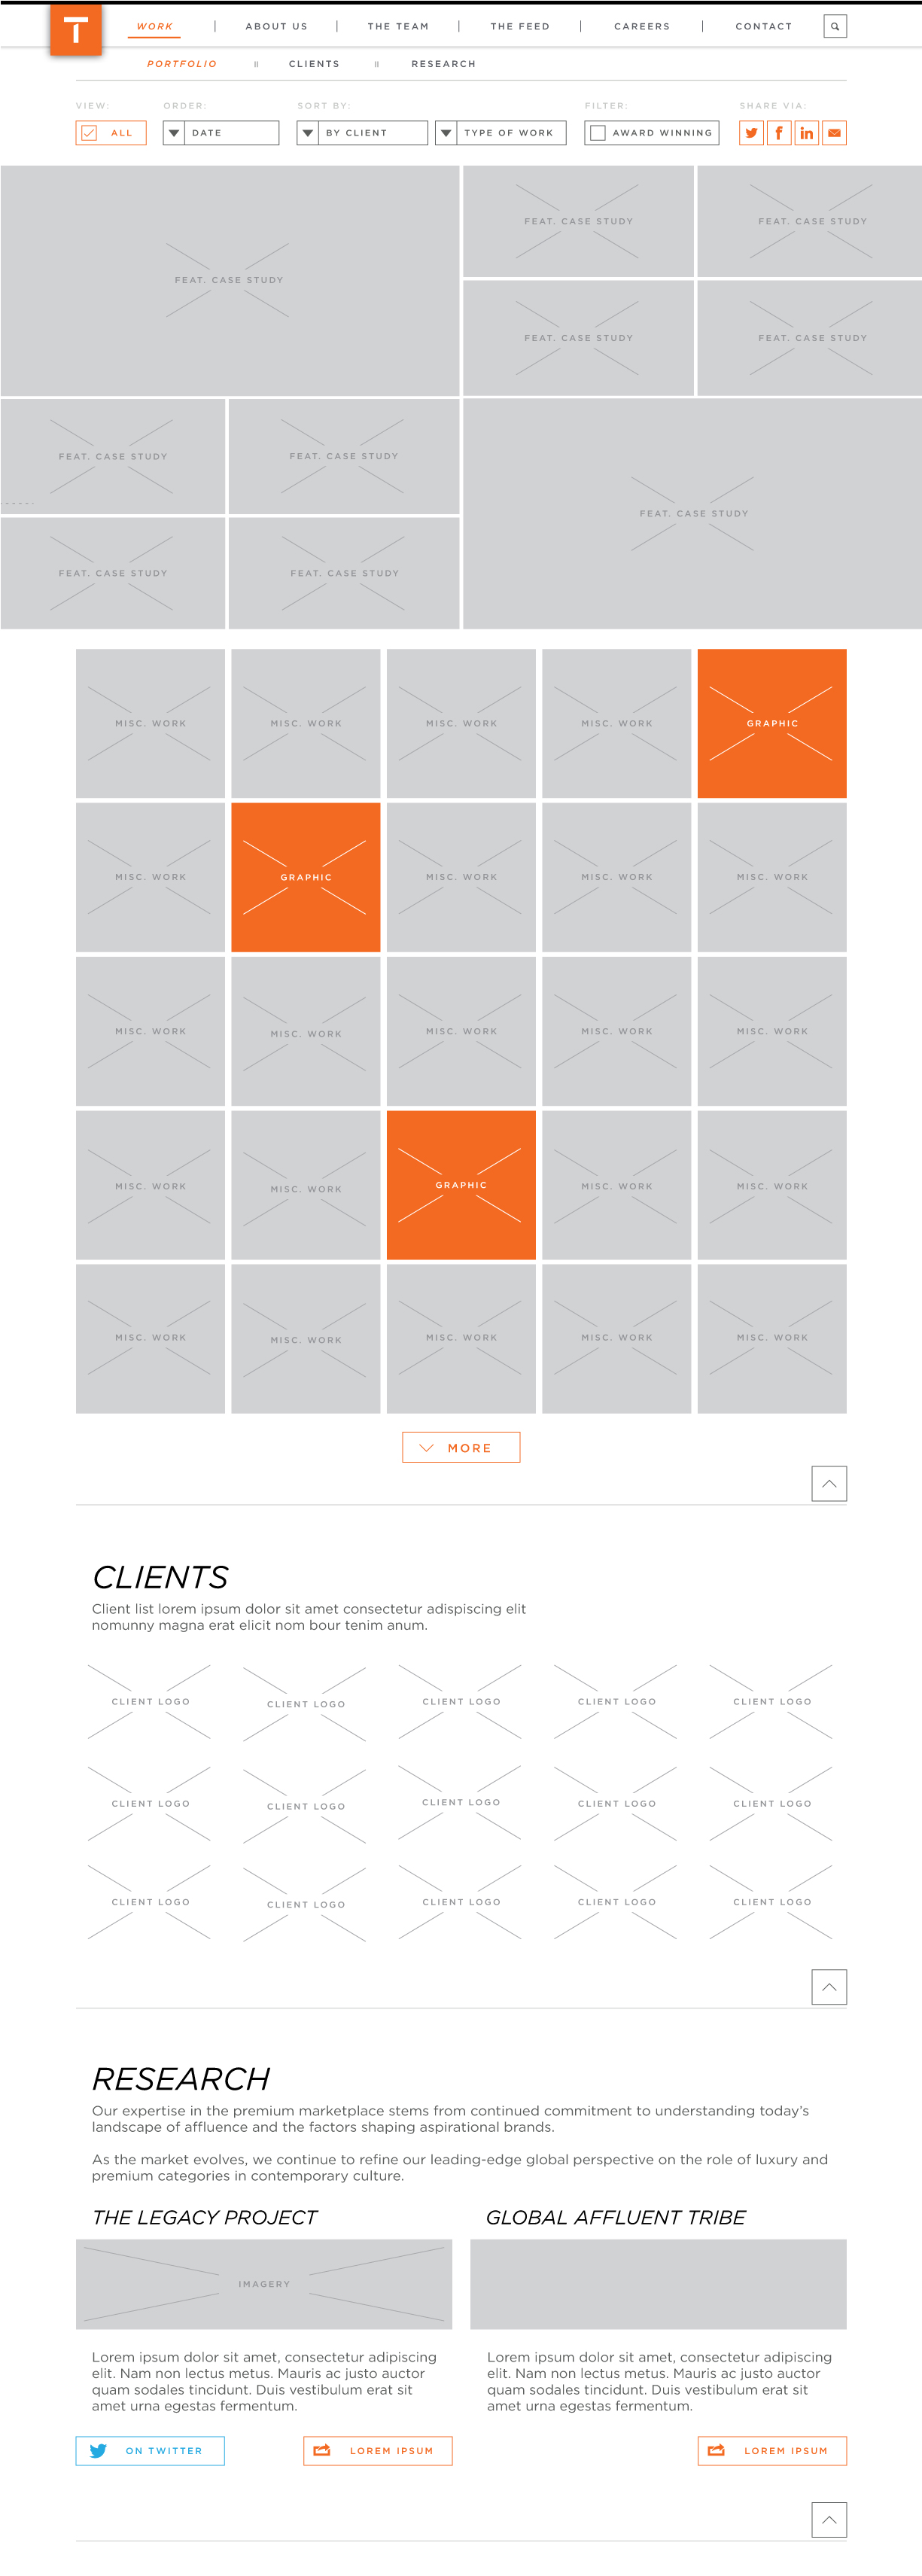 T
WORK | ABOUT US | THE TEAM | THE FEED | CAREERS | CONTACT
PORTFOLIO || CLIENTS || RESEARCH
VIEW: ORDER: SORT BY: FILTER: SHARE VIA:
ALL DATE BY CLIENT TYPE OF WORK AWARD WINNING
FEAT. CASE STUDY FEAT. CASE STUDY
FEAT. CASE STUDY
FEAT. CASE STUDY FEAT. CASE STUDY
FEAT. CASE STUDY FEAT. CASE STUDY
FEAT. CASE STUDY
FEAT. CASE STUDY FEAT. CASE STUDY
MISC. WORK MISC. WORK MISC. WORK MISC. WORK GRAPHIC
MISC. WORK GRAPHIC MISC. WORK MISC. WORK MISC. WORK
MISC. WORK MISC. WORK MISC. WORK MISC. WORK MISC. WORK
MISC. WORK MISC. WORK GRAPHIC MISC. WORK MISC. WORK
MISC. WORK MISC. WORK MISC. WORK MISC. WORK MISC. WORK
MORE
CLIENTS
Client list lorem ipsum dolor sit amet consectetur adispiscing elit
nomunny magna erat elicit nom bour tenim anum.
CLIENT LOGO CLIENT LOGO CLIENT LOGO CLIENT LOGO CLIENT LOGO
CLIENT LOGO CLIENT LOGO CLIENT LOGO CLIENT LOGO CLIENT LOGO
CLIENT LOGO CLIENT LOGO CLIENT LOGO CLIENT LOGO CLIENT LOGO
RESEARCH
Our expertise in the premium marketplace stems from continued commitment to understanding today's
landscape of affluence and the factors shaping aspirational brands.
As the market evolves, we continue to refine our leading-edge global perspective on the role of luxury and
premium categories in contemporary culture.
THE LEGACY PROJECT
IMAGERY
Lorem ipsum dolor sit amet, consectetur adipiscing
elit. Nam non lectus metus. Mauris ac justo auctor
quam sodales tincidunt. Duis vestibulum erat sit
amet urna egestas fermentum.
ON TWITTER LOREM IPSUM
GLOBAL AFFLUENT TRIBE
Lorem ipsum dolor sit amet, consectetur adipiscing
elit. Nam non lectus metus. Mauris ac justo auctor
quam sodales tincidunt. Duis vestibulum erat sit
amet urna egestas fermentum.
LOREM IPSUM